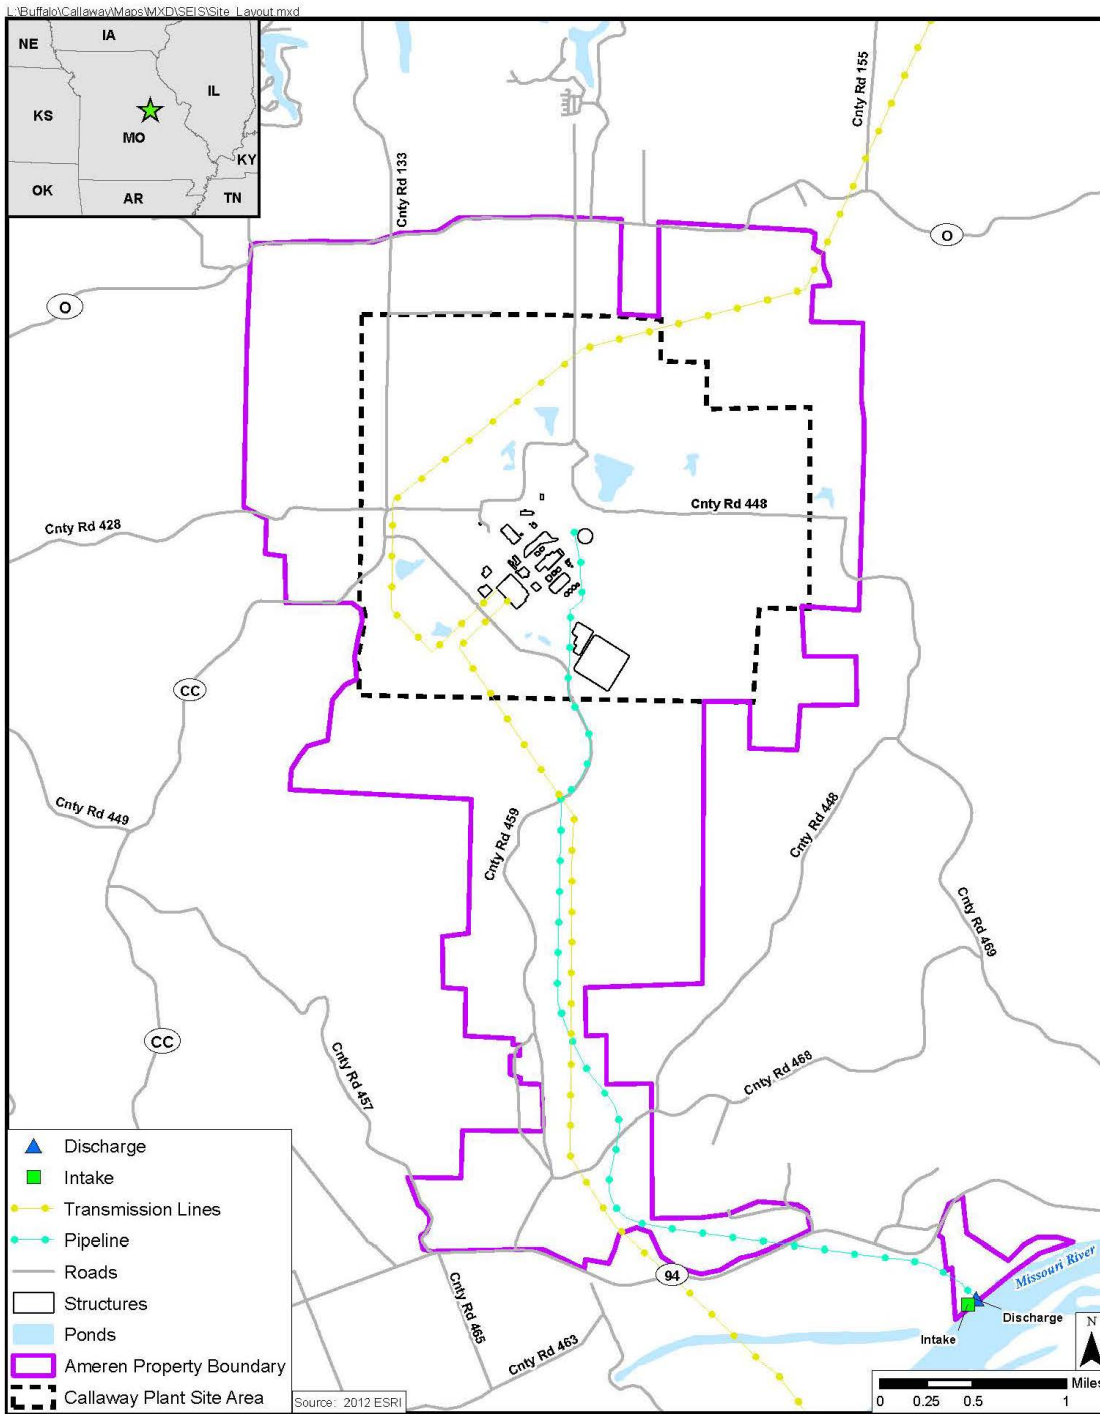 L:\Buffalo\Callaway\Maps\MXD\SEIS\Site_Layout.mxd
NE
IA
KS
IL
MO
KY
OK
AR
TN
Cnty Rd 133
Cnty Rd 155
O
O
Cnty Rd 428
Cnty Rd 448
CC
Cnty Rd 449
Cnty Rd 459
Cnty Rd 448
Cnty Rd 469
CC
Cnty Rd 457
Cnty Rd 468
Discharge
Intake
Transmission Lines
Pipeline
Roads
Structures
Ponds
Ameren Property Boundary
Callaway Plant Site Area
Source: 2012 ESRI
94
Cnty Rd 465
Cnty Rd 463
Missouri River
Discharge
Intake
N
Miles
0 0.25 0.5 1